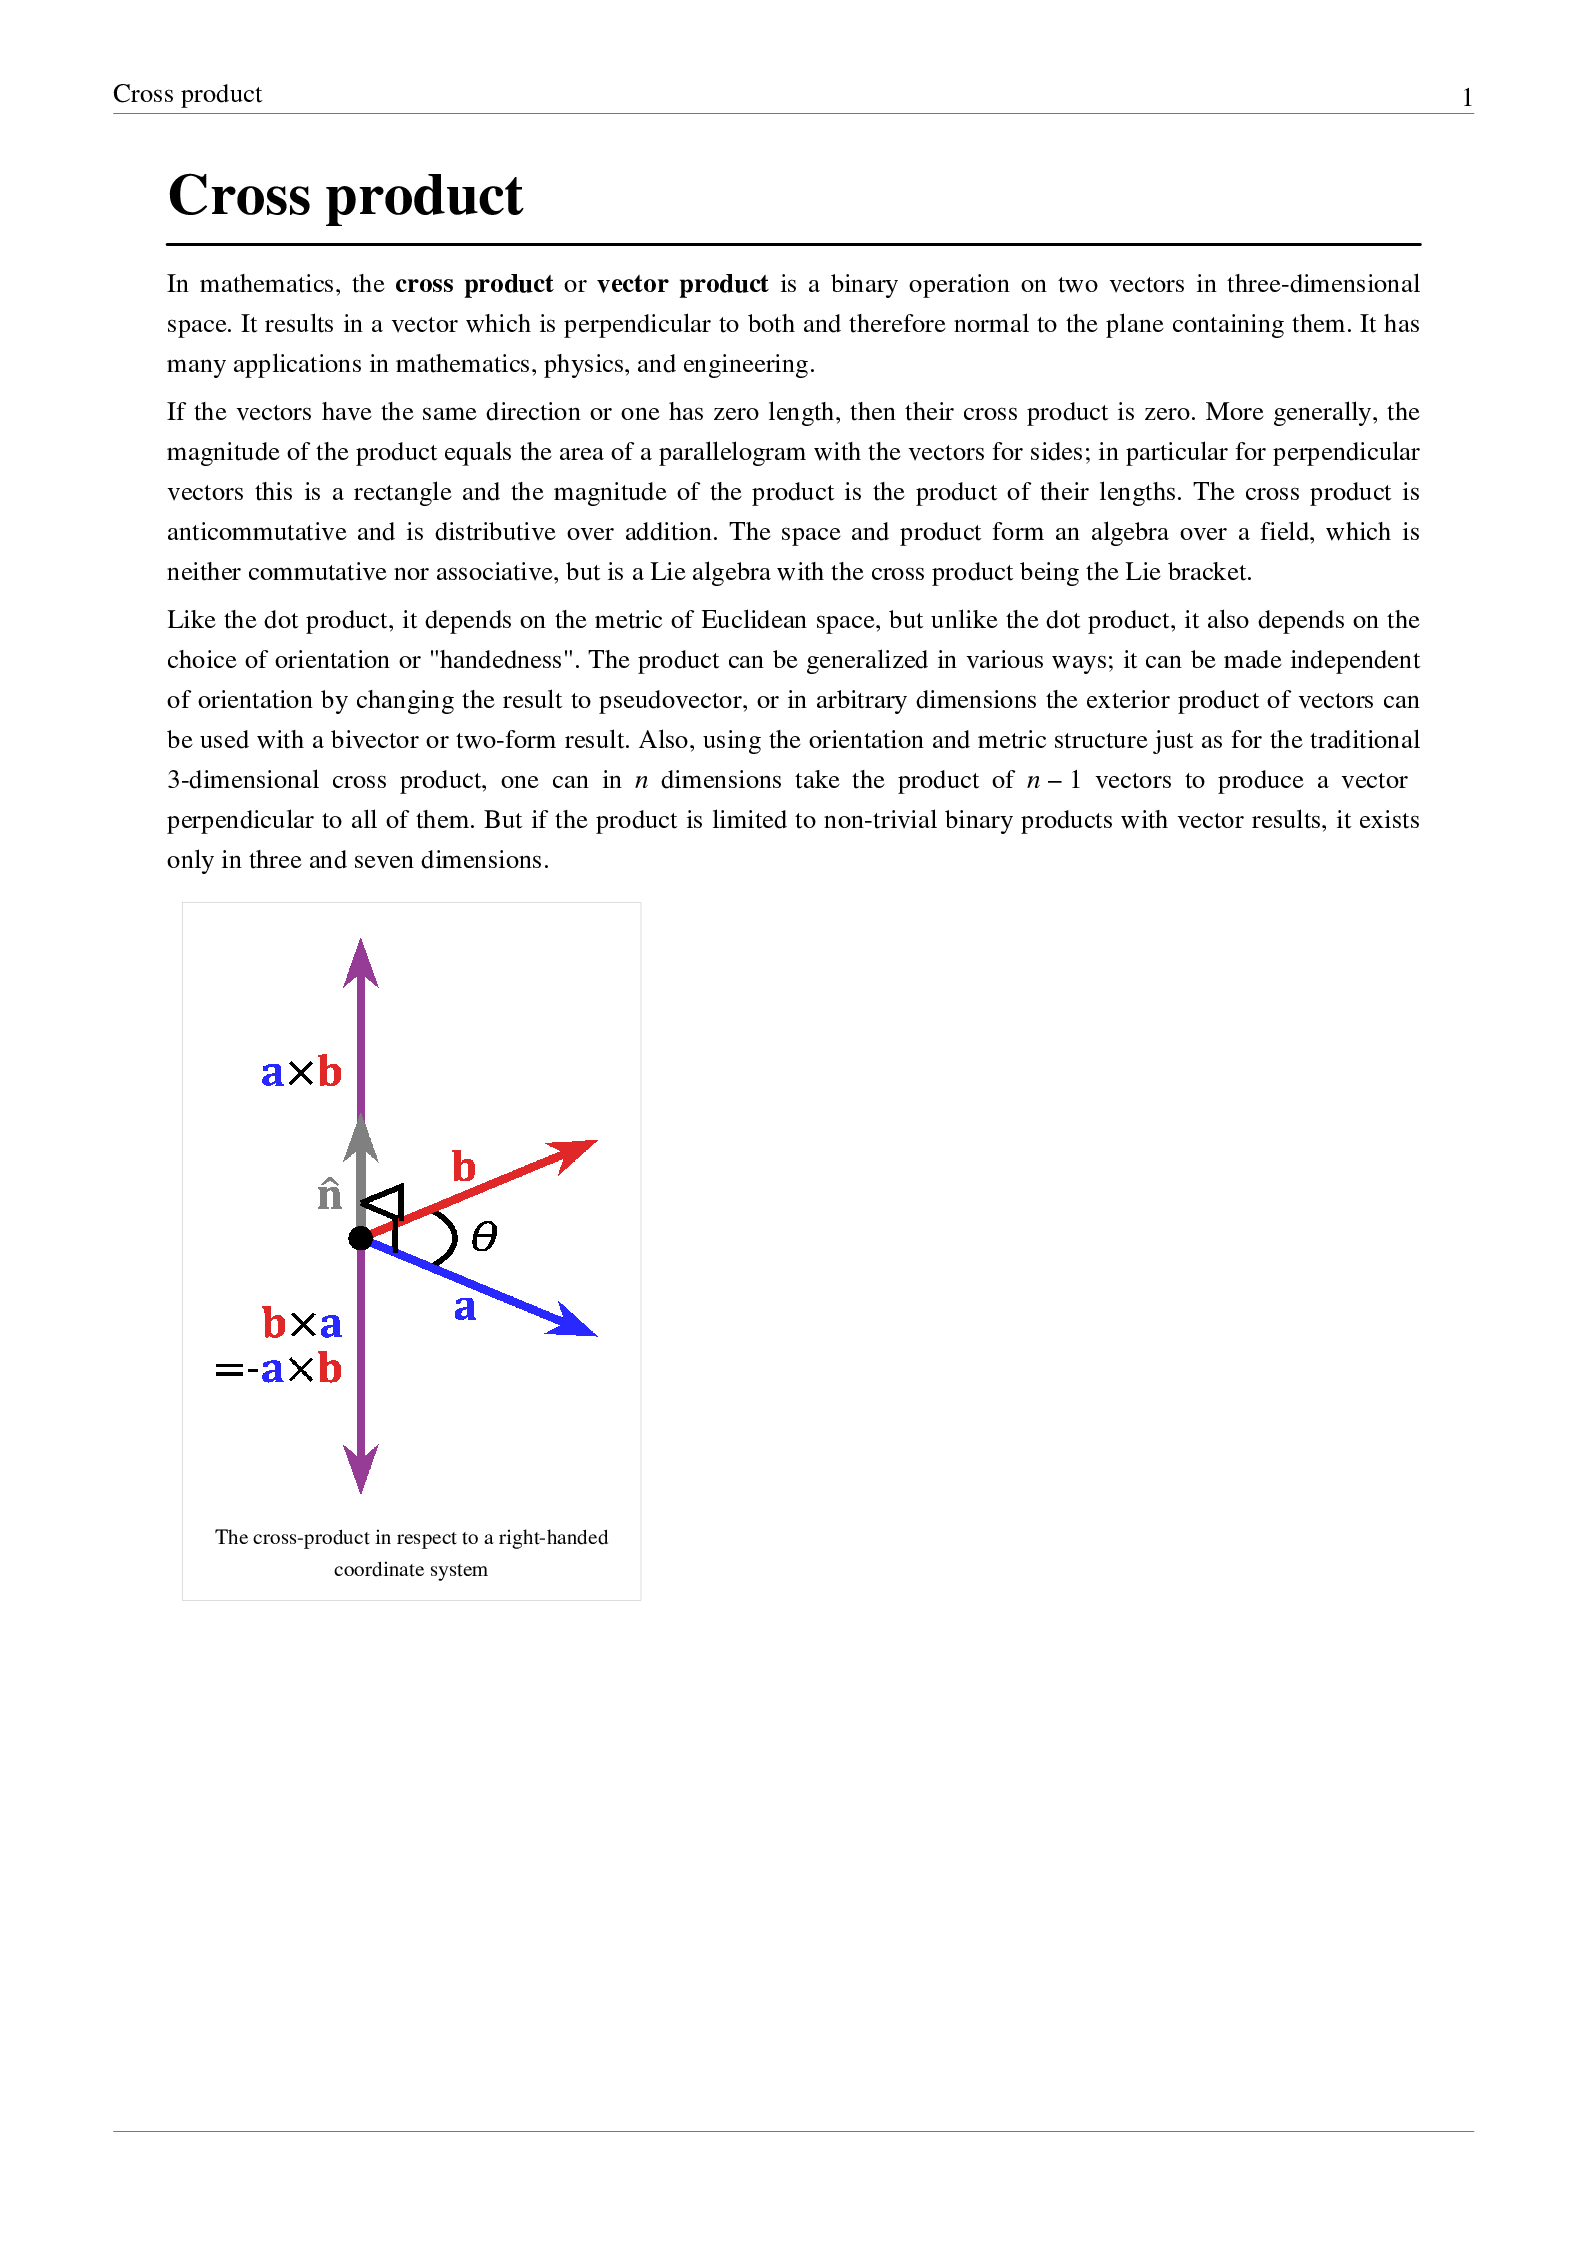 Cross product 1
Cross product
In mathematics, the cross product or vector product is a binary operation on two vectors in three-dimensional
space. It results in a vector which is perpendicular to both and therefore normal to the plane containing them. It has
many applications in mathematics, physics, and engineering.
If the vectors have the same direction or one has zero length, then their cross product is zero. More generally, the
magnitude of the product equals the area of a parallelogram with the vectors for sides; in particular for perpendicular
vectors this is a rectangle and the magnitude of the product is the product of their lengths. The cross product is
anticommutative and is distributive over addition. The space and product form an algebra over a field, which is
neither commutative nor associative, but is a Lie algebra with the cross product being the Lie bracket.
Like the dot product, it depends on the metric of Euclidean space, but unlike the dot product, it also depends on the
choice of orientation or "handedness". The product can be generalized in various ways; it can be made independent
of orientation by changing the result to pseudovector, or in arbitrary dimensions the exterior product of vectors can
be used with a bivector or two-form result. Also, using the orientation and metric structure just as for the traditional
3-dimensional cross product, one can in n dimensions take the product of n − 1 vectors to produce a vector
perpendicular to all of them. But if the product is limited to non-trivial binary products with vector results, it exists
only in three and seven dimensions.
a×b
b
n̂
θ
a
b×a
=-a×b
The cross-product in respect to a right-handed
coordinate system